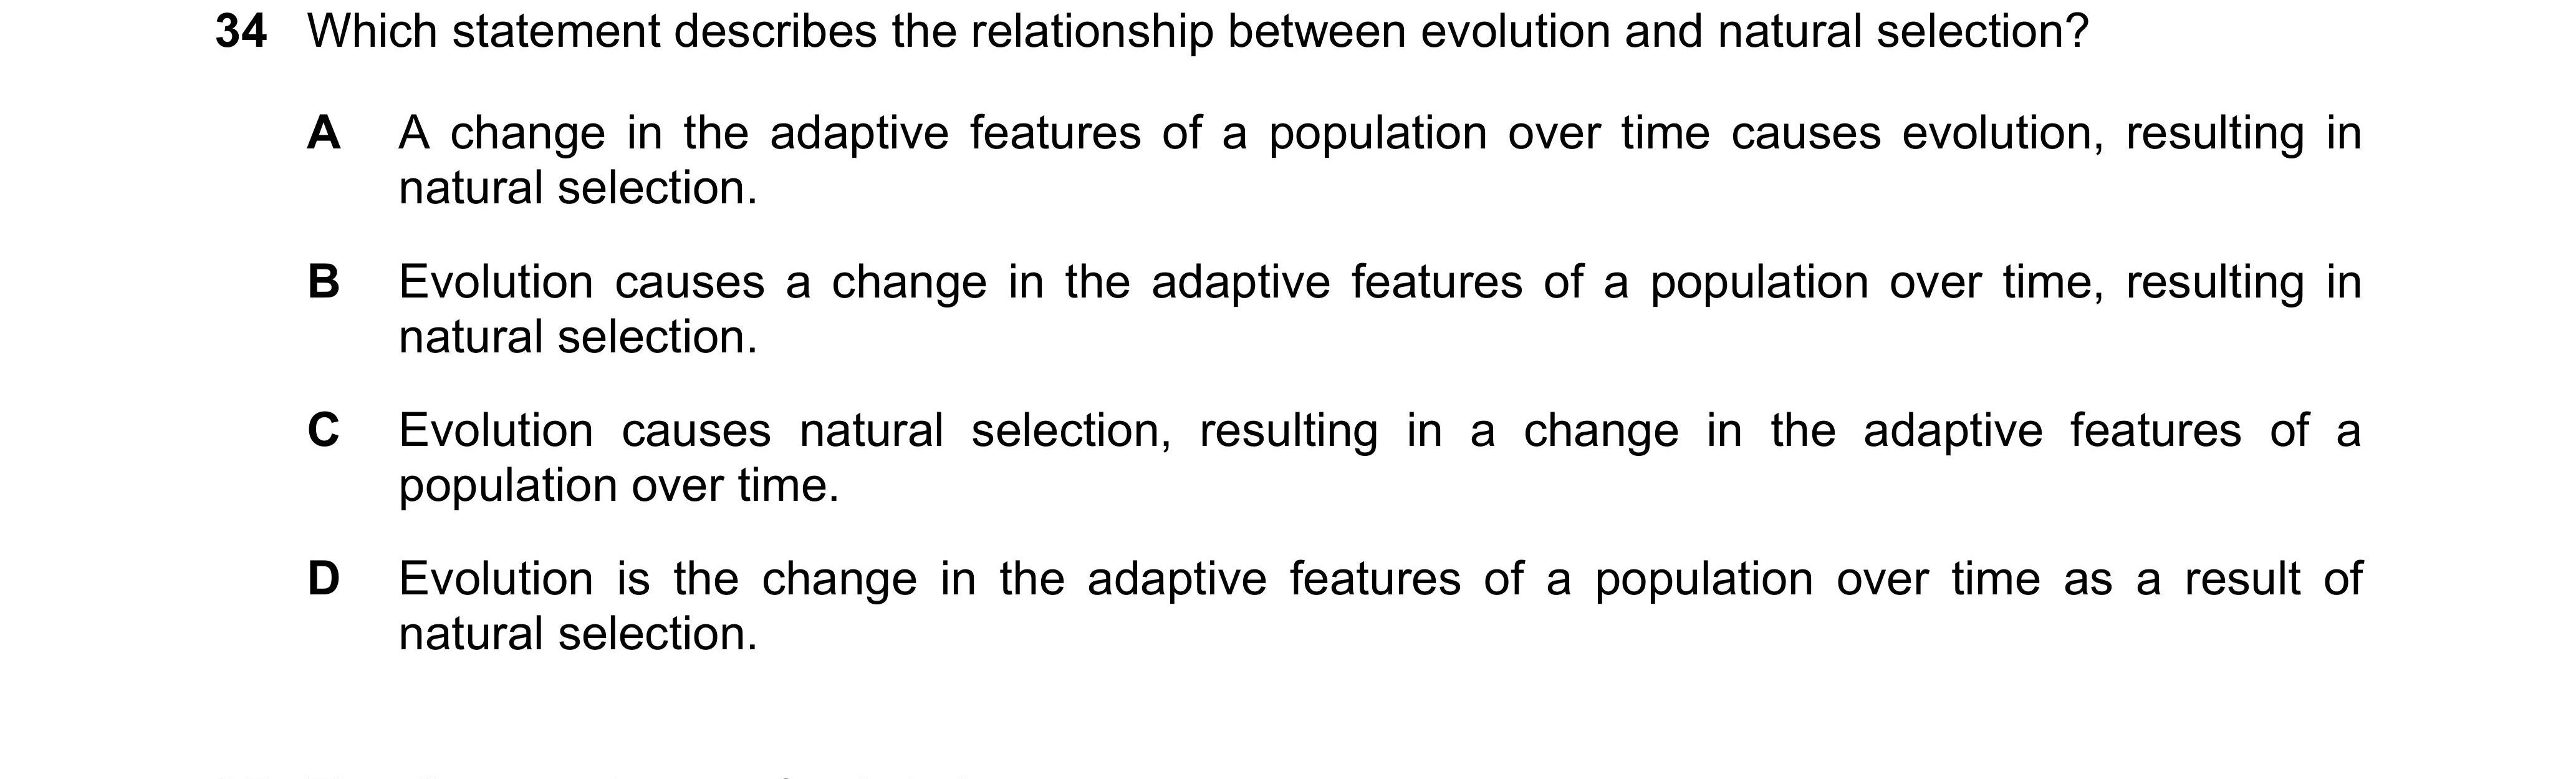 34 Which statement describes the relationship between evolution and natural selection?
A A change in the adaptive features of a population over time causes evolution, resulting in
natural selection.
B Evolution causes a change in the adaptive features of a population over time, resulting in
natural selection.
C Evolution causes natural selection, resulting in a change in the adaptive features of a
population over time.
D Evolution is the change in the adaptive features of a population over time as a result of
natural selection.